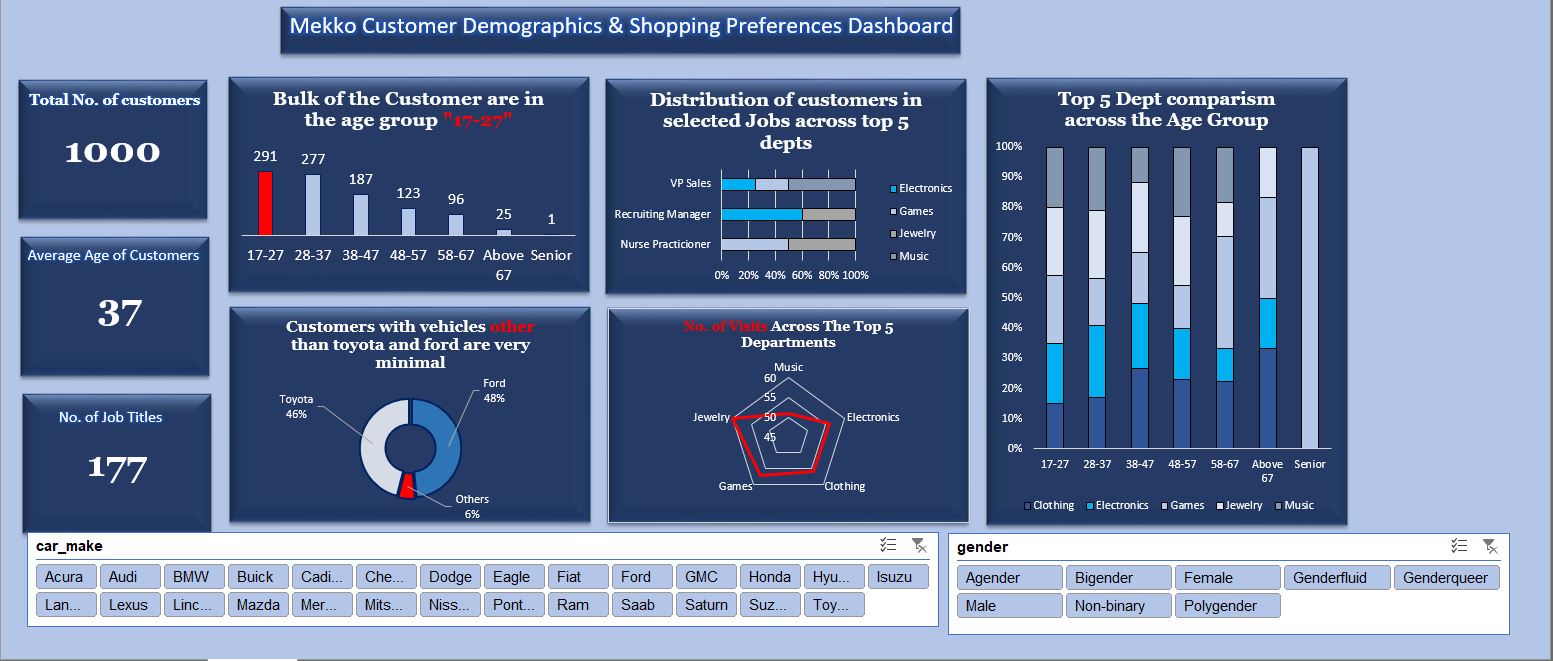 Mekko Customer Demographics & Shopping Preferences Dashboard
Total No. of customers
1000
Average Age of Customers
37
No. of Job Titles
177
Bulk of the Customer are in
the age group "17-27"
291
277
187
123
96
25
1
17-27 28-37 38-47 48-57 58-67 Above Senior
67
Distribution of customers in
selected Jobs across top 5
depts
VP Sales
Recruiting Manager
Nurse Practicioner
0% 20% 40% 60% 80% 100%
Electronics
Games
Jewelry
Music
Top 5 Dept comparism
across the Age Group
100%
90%
80%
70%
60%
50%
40%
30%
20%
10%
0%
17-27 28-37 38-47 48-57 58-67 Above Senior
67
Clothing Electronics Games Jewelry Music
Customers with vehicles other
than toyota and ford are very
minimal
Ford
48%
Toyota
46%
Others
6%
No. of Visits Across The Top 5
Departments
Music
60
55
50
45
Jewelry
Electronics
Games
Clothing
car_make
Acura Audi BMW Buick Cadi... Che... Dodge Eagle Fiat Ford GMC Honda Hyu... Isuzu
Lan... Lexus Linc... Mazda Mer... Mits... Niss... Pont... Ram Saab Saturn Suz... Toy...
gender
Agender Bigender Female Genderfluid Genderqueer
Male Non-binary Polygender